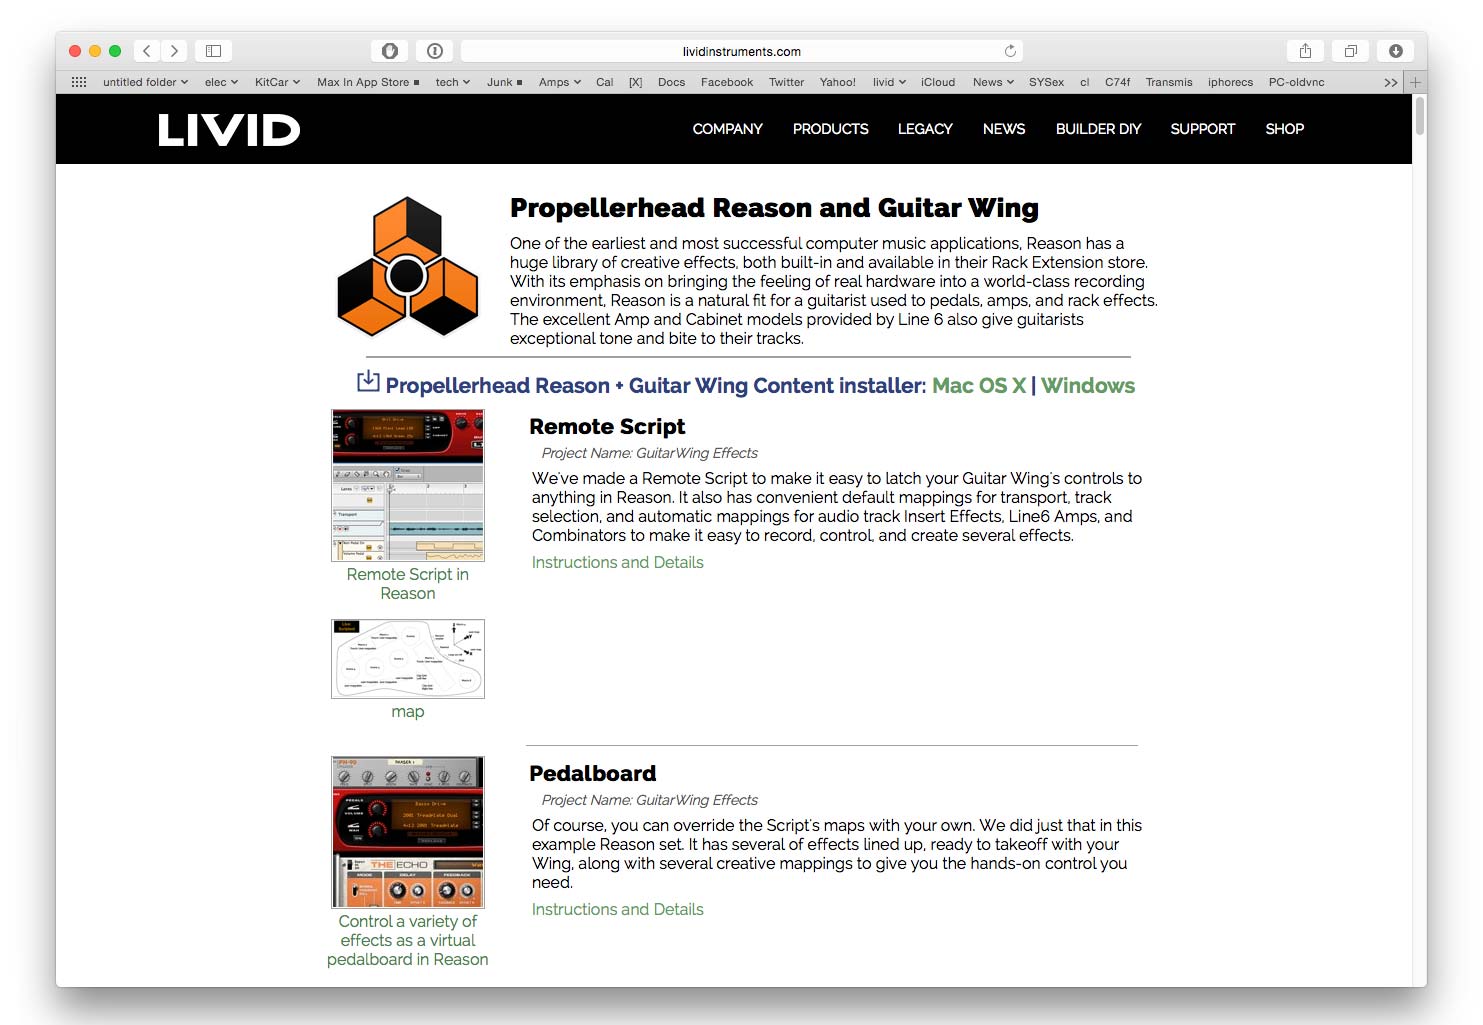 lividinstruments.com
untitled folder elec KitCar Max In App Store tech Junk Amps Cal [X] Docs Facebook Twitter Yahoo! livid iCloud News SYSex cl C74f Transmis iphorecs PC-oldvnc >> +
LIVID
COMPANY PRODUCTS LEGACY NEWS BUILDER DIY SUPPORT SHOP
Propellerhead Reason and Guitar Wing
One of the earliest and most successful computer music applications, Reason has a
huge library of creative effects, both built-in and available in their Rack Extension store.
With its emphasis on bringing the feeling of real hardware into a world-class recording
environment, Reason is a natural fit for a guitarist used to pedals, amps, and rack effects.
The excellent Amp and Cabinet models provided by Line 6 also give guitarists
exceptional tone and bite to their tracks.
Propellerhead Reason + Guitar Wing Content installer: Mac OS X | Windows
Remote Script
Project Name: GuitarWing Effects
We've made a Remote Script to make it easy to latch your Guitar Wing's controls to
anything in Reason. It also has convenient default mappings for transport, track
selection, and automatic mappings for audio track Insert Effects, Line6 Amps, and
Combinators to make it easy to record, control, and create several effects.
Instructions and Details
Transport
Remote Script in
Reason
map
Pedalboard
Project Name: GuitarWing Effects
Of course, you can override the Script's maps with your own. We did just that in this
example Reason set. It has several of effects lined up, ready to takeoff with your
Wing, along with several creative mappings to give you the hands-on control you
need.
Instructions and Details
PHASER 1
PEDALS
VOLUME
WAH
THE ECHO
MODE DELAY FEEDBACK
Control a variety of
effects as a virtual
pedalboard in Reason